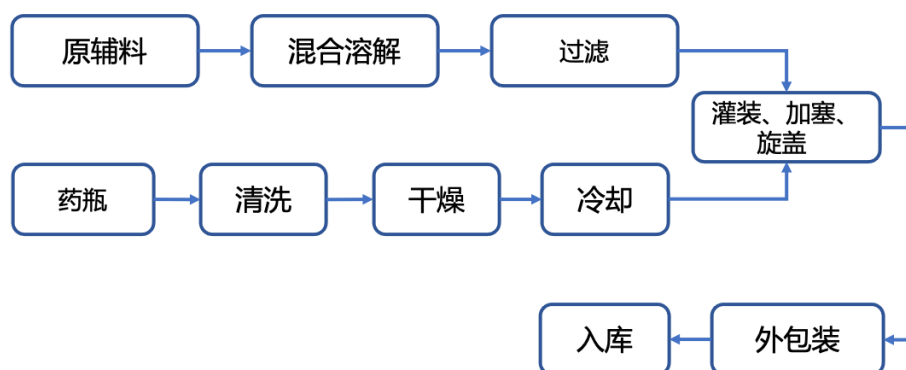 原辅料
混合溶解
过滤
灌装、加塞、
旋盖
药瓶
清洗
干燥
冷却
入库
外包装